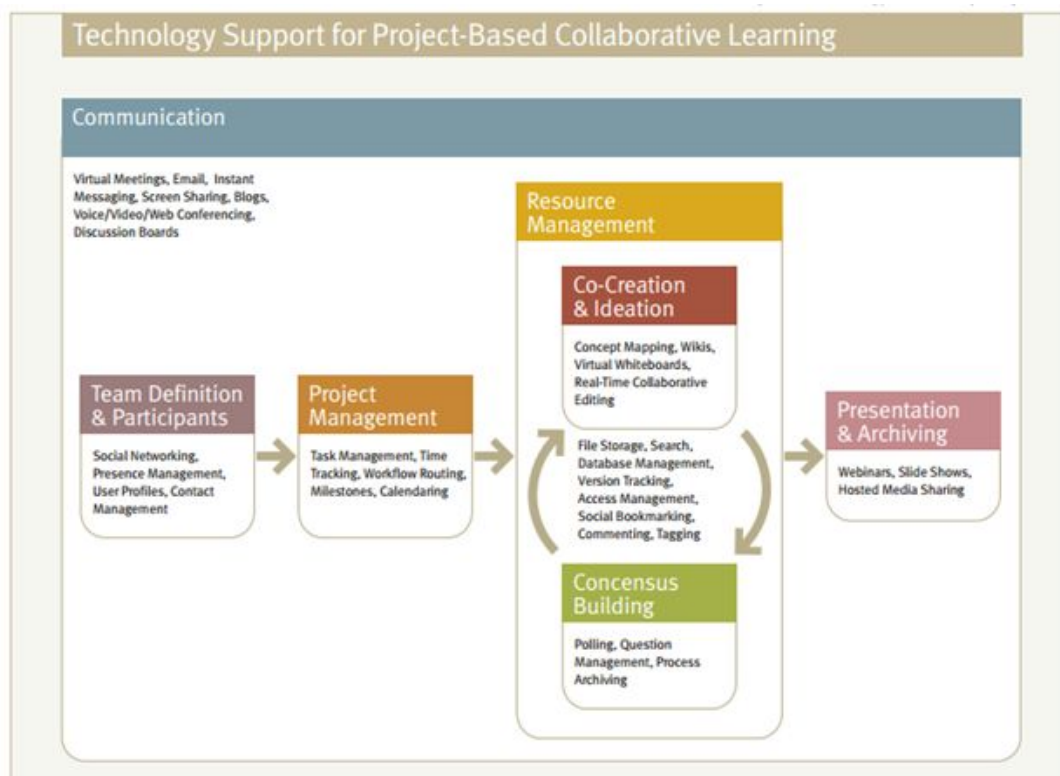 Technology Support for Project-Based Collaborative Learning
Communication
Virtual Meetings, Email, Instant
Messaging, Screen Sharing, Blogs,
Voice/Video/Web Conferencing,
Discussion Boards
Team Definition
& Participants
Social Networking,
Presence Management,
User Profiles, Contact
Management
Project
Management
Task Management, Time
Tracking, Workflow Routing,
Milestones, Calendaring
Resource
Management
Co-Creation
& Ideation
Concept Mapping, Wikis,
Virtual Whiteboards,
Real-Time Collaborative
Editing
File Storage, Search,
Database Management,
Version Tracking,
Access Management,
Social Bookmarking,
Commenting, Tagging
Concensus
Building
Polling, Question
Management, Process
Archiving
Presentation
& Archiving
Webinars, Slide Shows,
Hosted Media Sharing